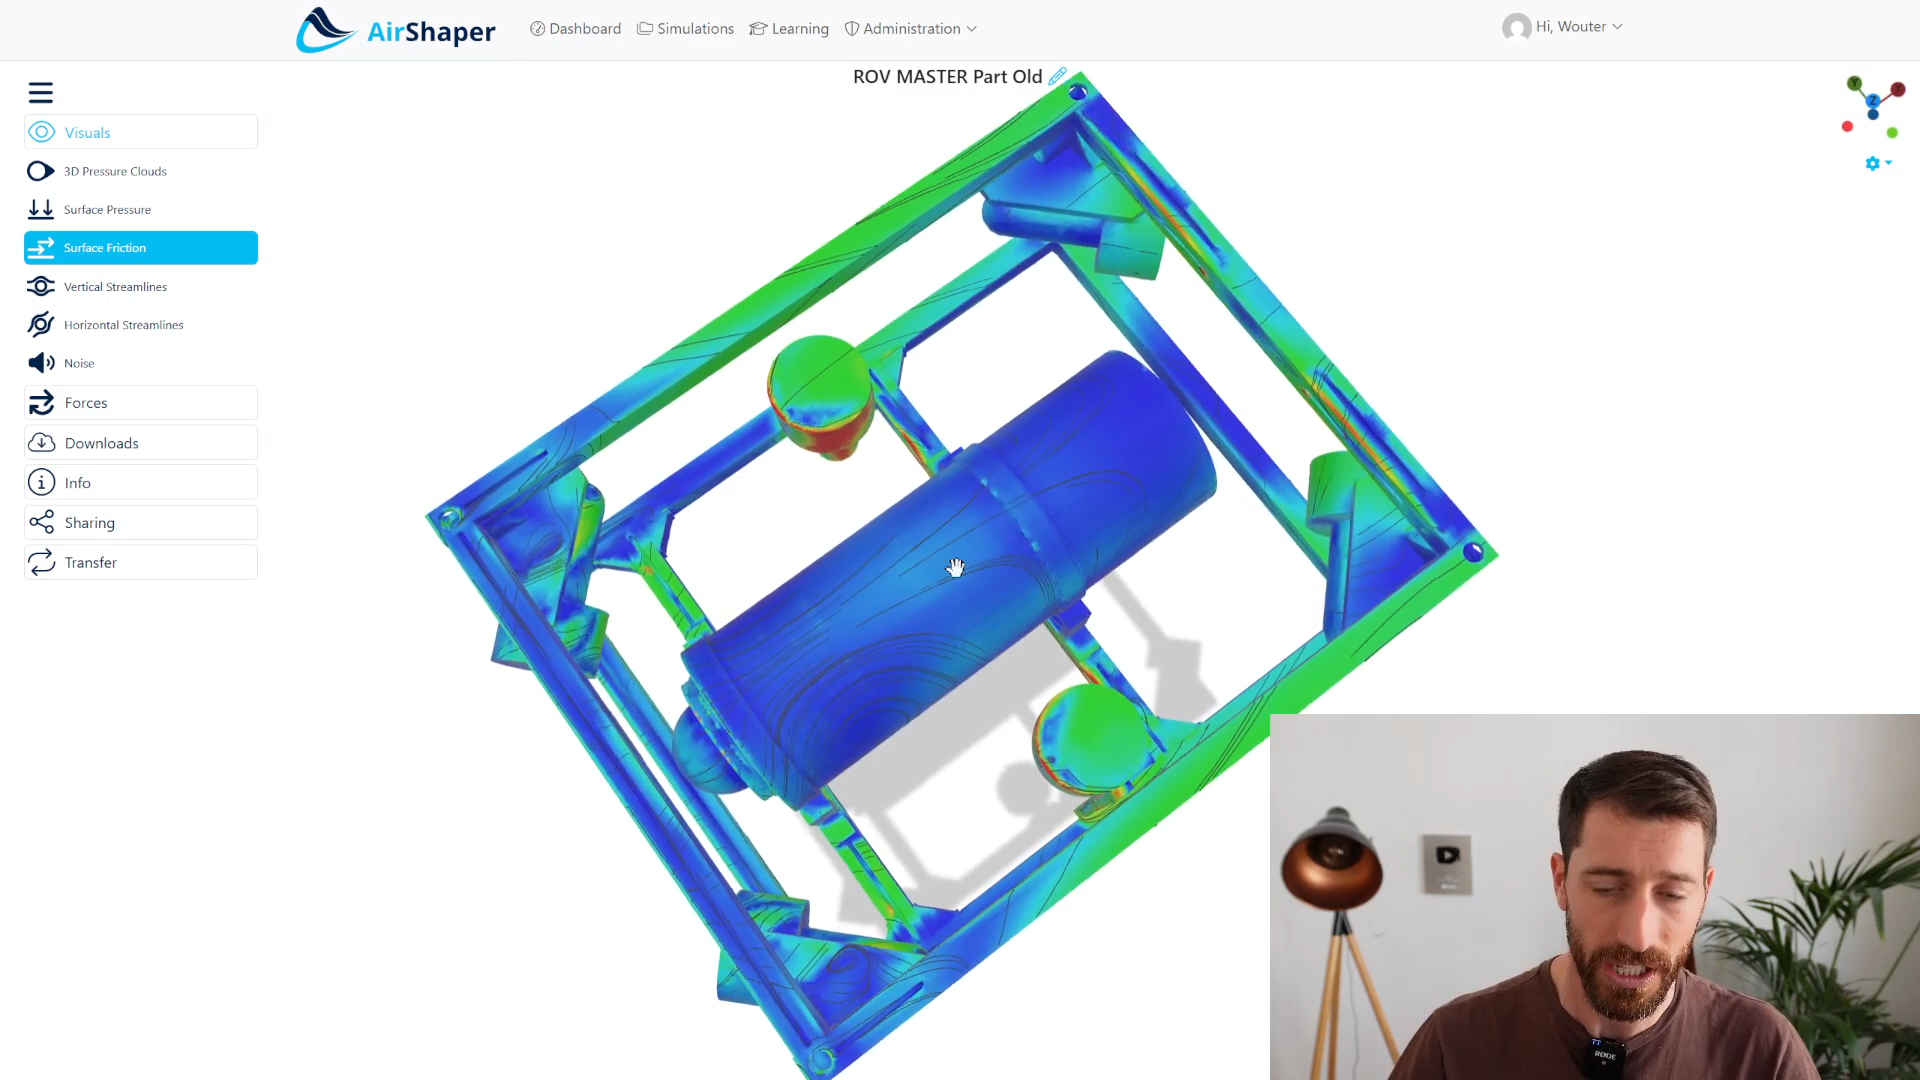 AirShaper
Dashboard
Simulations
Learning
Administration
Hi, Wouter
ROV MASTER Part Old
Visuals
3D Pressure Clouds
Surface Pressure
Surface Friction
Vertical Streamlines
Horizontal Streamlines
Noise
Forces
Downloads
Info
Sharing
Transfer
Y
Z
RØDE